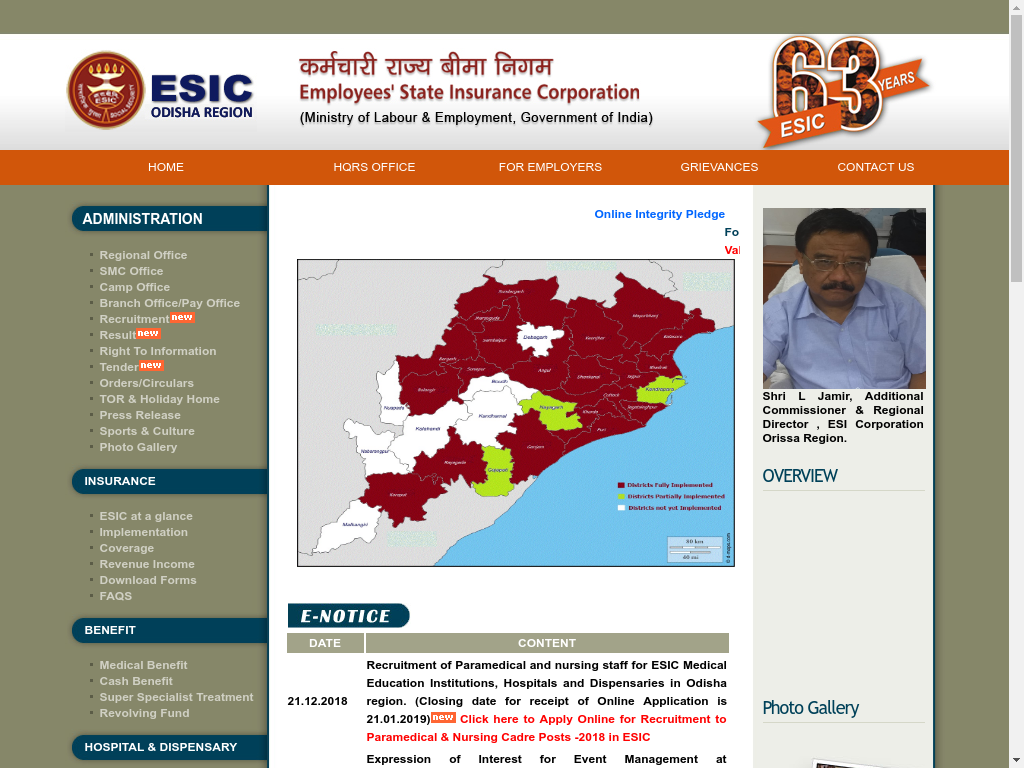 ESIC
ODISHA REGION
कर्मचारी राज्य बीमा निगम
Employees' State Insurance Corporation
(Ministry of Labour & Employment, Government of India)
63
YEARS
ESIC
HOME
HQRS OFFICE
FOR EMPLOYERS
GRIEVANCES
CONTACT US
ADMINISTRATION
Regional Office
SMC Office
Camp Office
Branch Office/Pay Office
Recruitment new
Result new
Right To Information
Tender new
Orders/Circulars
TOR & Holiday Home
Press Release
Sports & Culture
Photo Gallery
INSURANCE
ESIC at a glance
Implementation
Coverage
Revenue Income
Download Forms
FAQS
BENEFIT
Medical Benefit
Cash Benefit
Super Specialist Treatment
Revolving Fund
HOSPITAL & DISPENSARY
Online Integrity Pledge
Fo
Val
Sundargarh
Jharsuguda
Sambalpur
Debagarh
Keonjhar
Mayurbhanj
Balasore
Bhadrak
Bargarh
Sonepur
Angul
Dhenkanal
Jajpur
Kendrapara
Balangir
Boudh
Cuttack
Jagatsinghpur
Nuapada
Kandhamal
Nayagarh
Khurda
Puri
Kalahandi
Ganjam
Nabarangpur
Rayagada
Gajapati
Koraput
Malkangiri
Districts Fully Implemented
Districts Partially Implemented
Districts not yet Implemented
80 km
40 mi
E-NOTICE
DATE
CONTENT
21.12.2018
Recruitment of Paramedical and nursing staff for ESIC Medical
Education Institutions, Hospitals and Dispensaries in Odisha
region. (Closing date for receipt of Online Application is
21.01.2019) new Click here to Apply Online for Recruitment to
Paramedical & Nursing Cadre Posts -2018 in ESIC
Expression of Interest for Event Management at
Shri L Jamir, Additional
Commissioner & Regional
Director , ESI Corporation
Orissa Region.
OVERVIEW
Photo Gallery